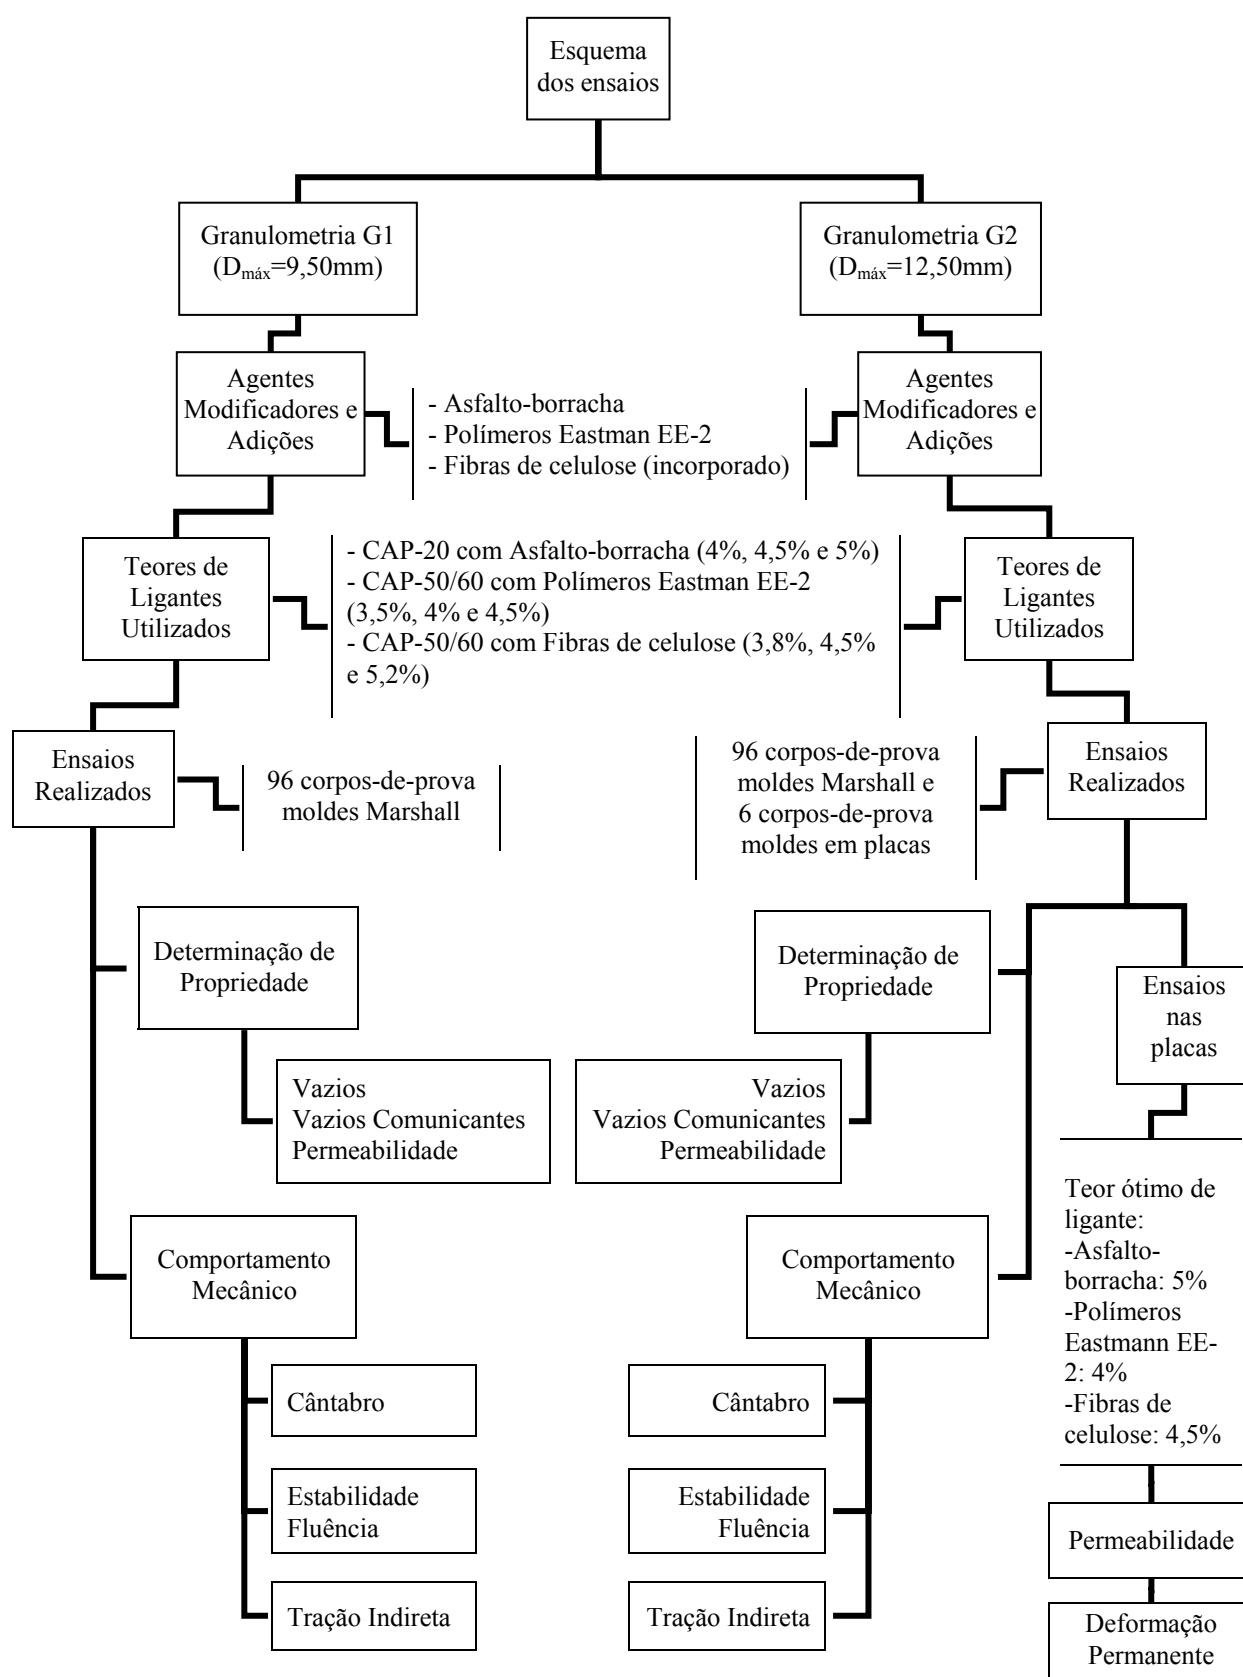 Esquema
dos ensaios
Granulometria G1
(Dmáx=9,50mm)
Granulometria G2
(Dmáx=12,50mm)
Agentes
Modificadores e
Adições
- Asfalto-borracha
- Polímeros Eastman EE-2
- Fibras de celulose (incorporado)
Agentes
Modificadores e
Adições
Teores de
Ligantes
Utilizados
- CAP-20 com Asfalto-borracha (4%, 4,5% e 5%)
- CAP-50/60 com Polímeros Eastman EE-2
(3,5%, 4% e 4,5%)
- CAP-50/60 com Fibras de celulose (3,8%, 4,5%
e 5,2%)
Teores de
Ligantes
Utilizados
Ensaios
Realizados
96 corpos-de-prova
moldes Marshall
96 corpos-de-prova
moldes Marshall e
6 corpos-de-prova
moldes em placas
Ensaios
Realizados
Determinação de
Propriedade
Determinação de
Propriedade
Ensaios
nas
placas
Vazios
Vazios Comunicantes
Permeabilidade
Vazios
Vazios Comunicantes
Permeabilidade
Teor ótimo de
ligante:
-Asfalto-
borracha: 5%
-Polímeros
Eastmann EE-
2: 4%
-Fibras de
celulose: 4,5%
Comportamento
Mecânico
Comportamento
Mecânico
Cântabro
Cântabro
Estabilidade
Fluência
Estabilidade
Fluência
Permeabilidade
Tração Indireta
Tração Indireta
Deformação
Permanente